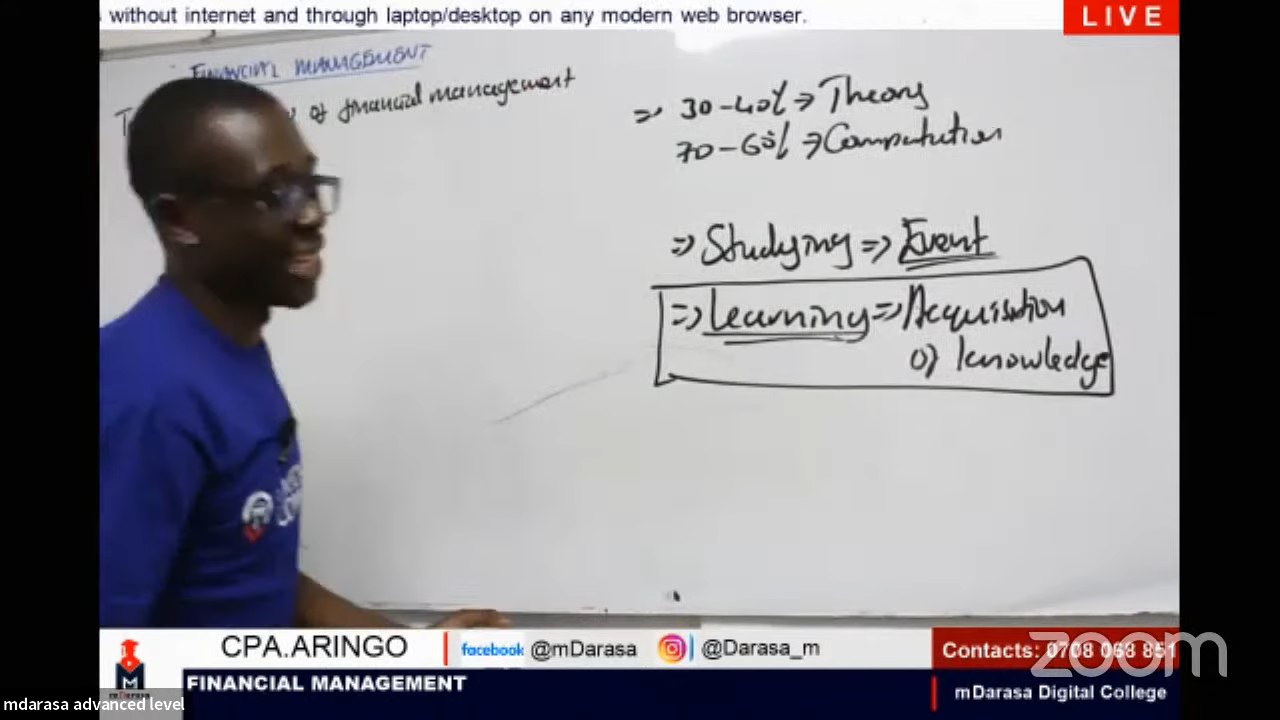 without internet and through laptop/desktop on any modern web browser.
LIVE
FINANCIAL MANAGEMENT
of financial management
=> 30-40% => Theory
70-60% => Computation
=> Studying => Event
=> Learning => Acquisition
of knowledge
CPA.ARINGO
facebook @mDarasa
@Darasa_m
Contacts: 0708 068 851
zoom
FINANCIAL MANAGEMENT
mDarasa Digital College
mdarasa advanced level